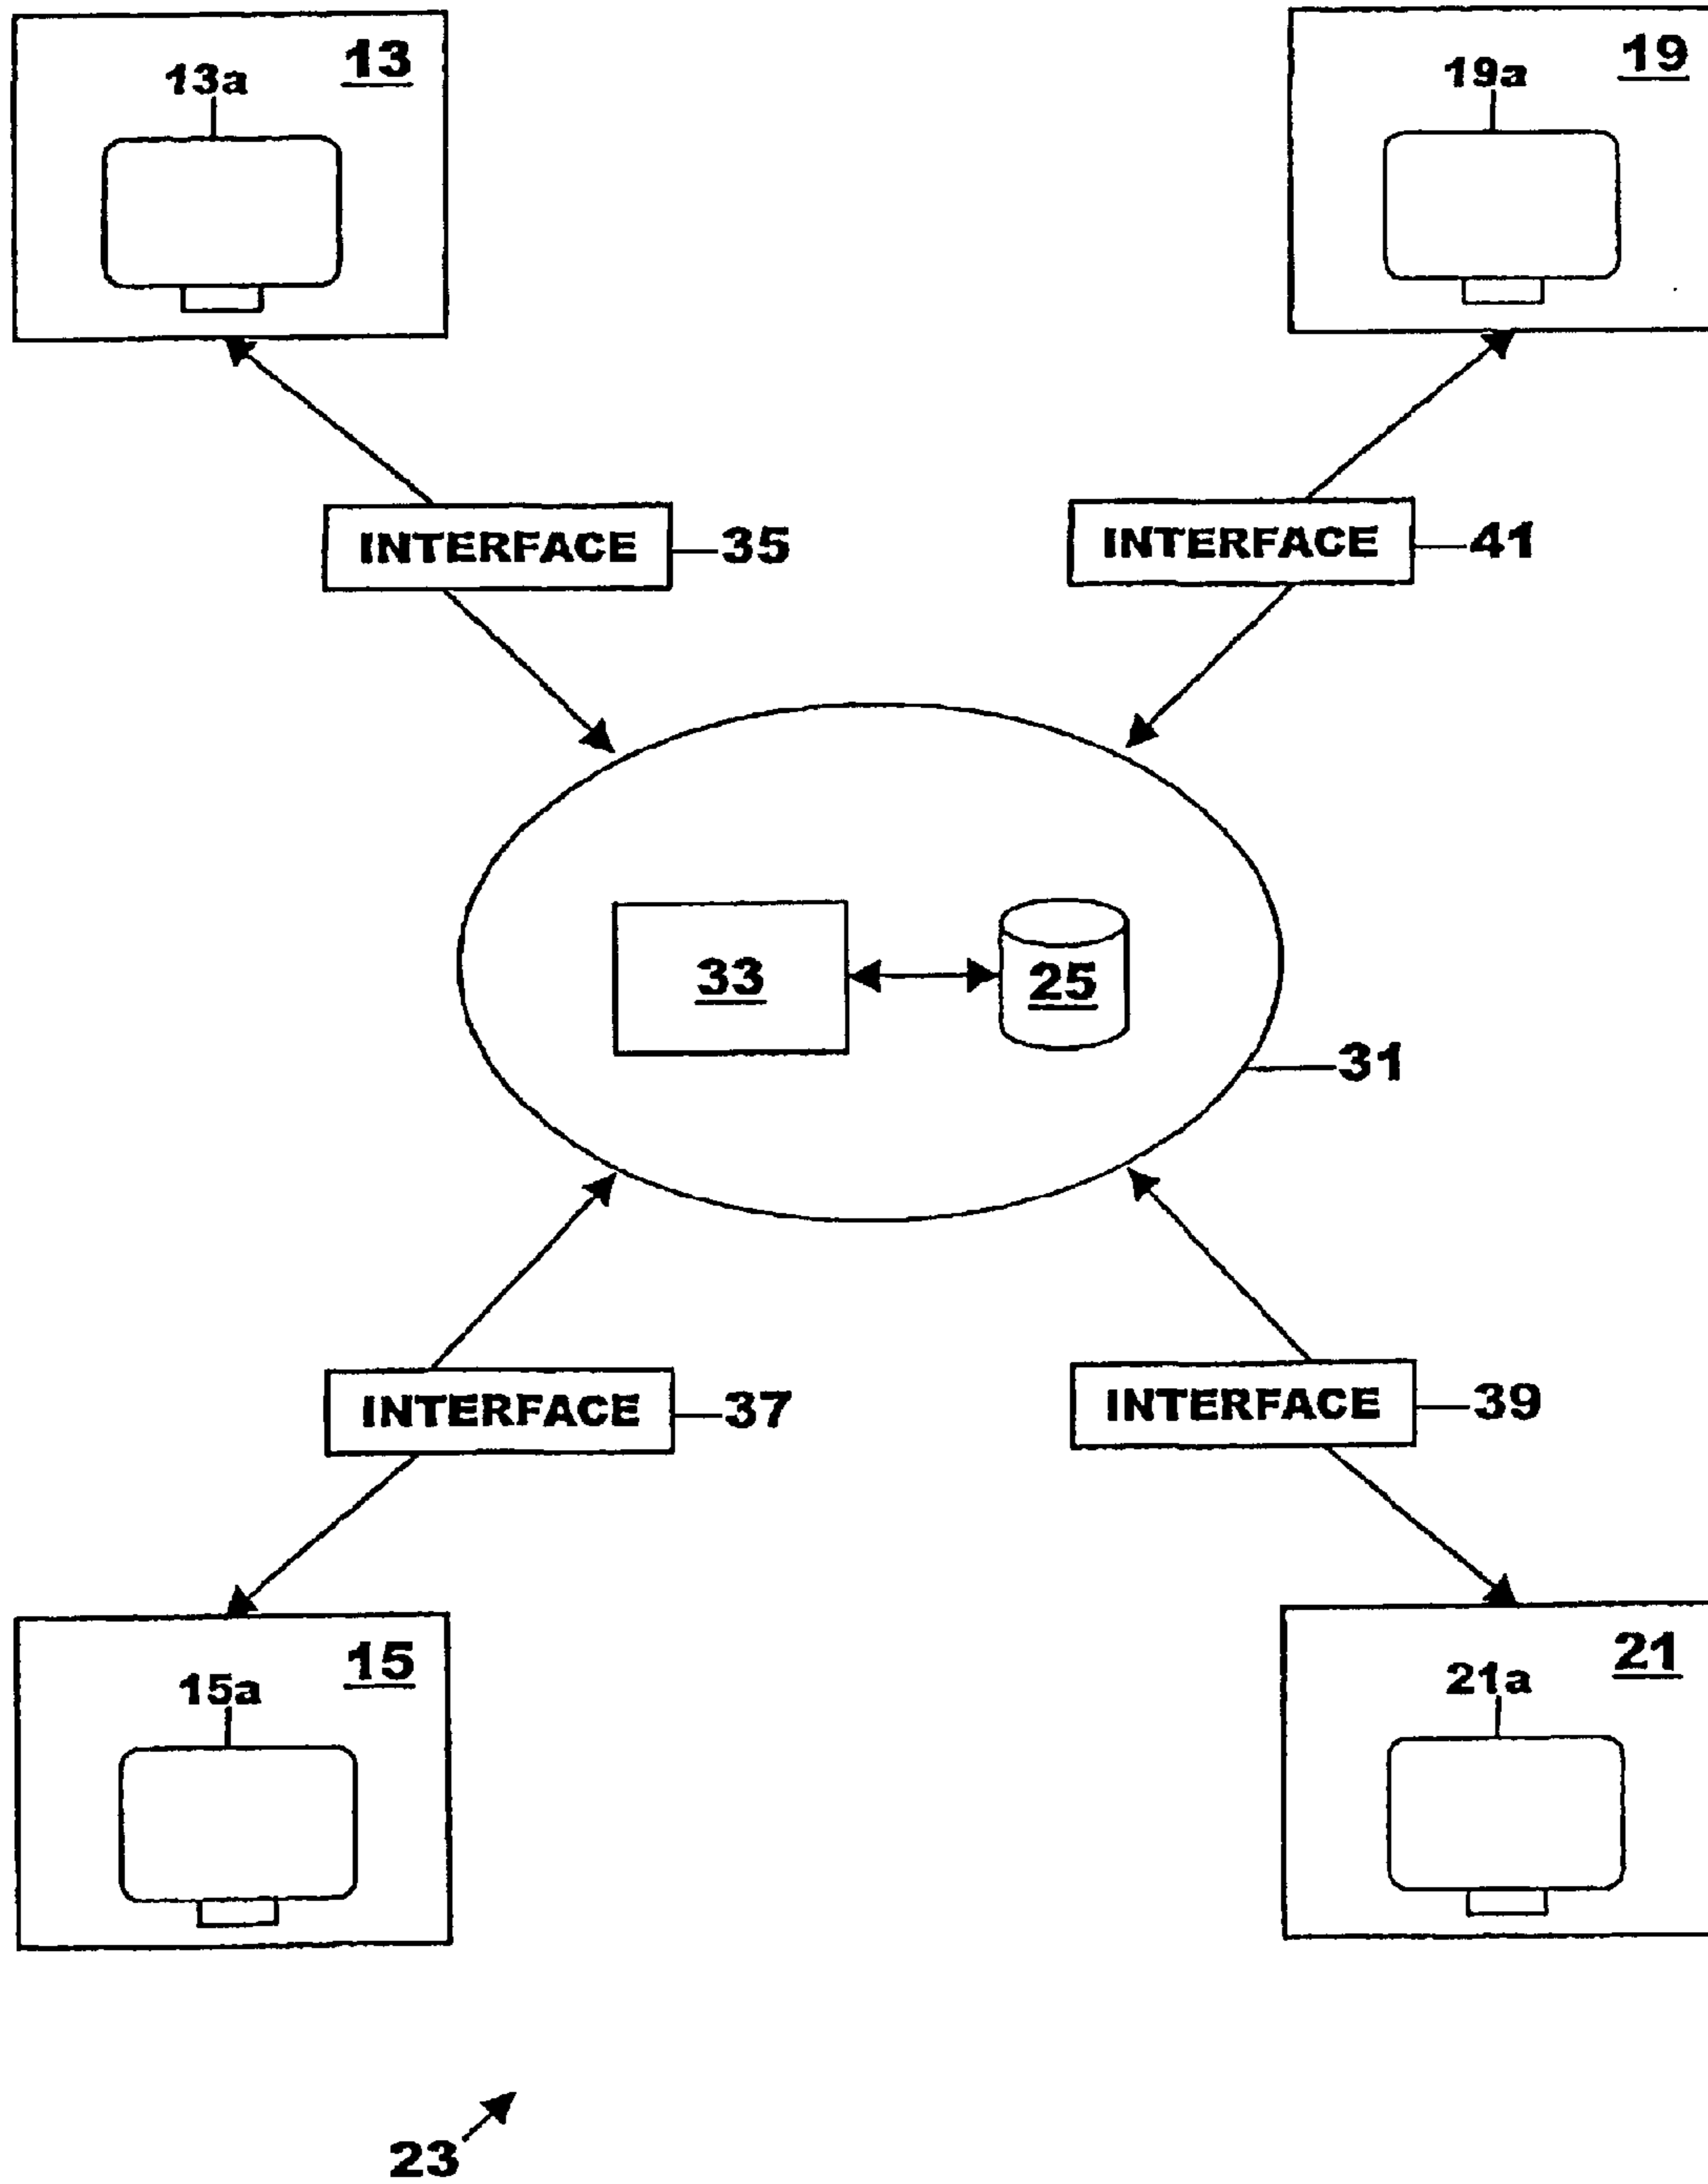 13
13a
19
19a
INTERFACE
35
INTERFACE
41
33
25
31
INTERFACE
37
INTERFACE
39
15
15a
21
21a
23